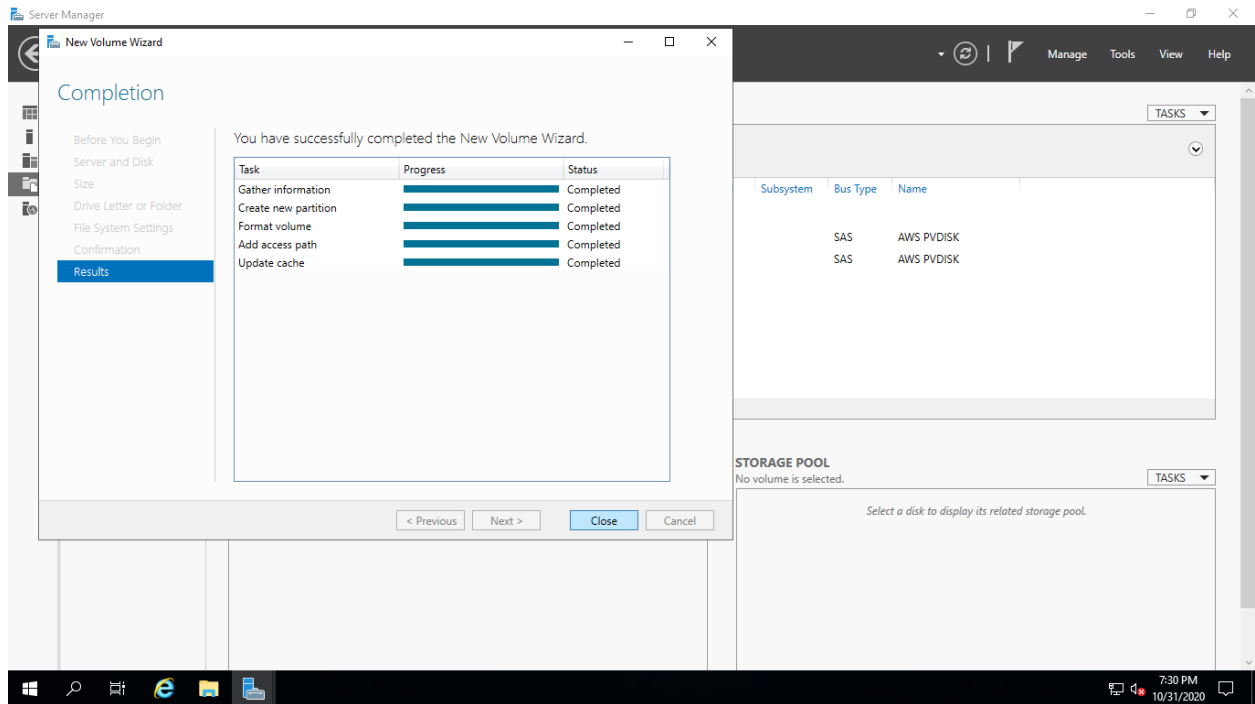 Server Manager
New Volume Wizard
Manage Tools View Help
Completion
TASKS
Before You Begin
Server and Disk
Size
Drive Letter or Folder
File System Settings
Confirmation
Results
You have successfully completed the New Volume Wizard.
Task Progress Status
Gather information Completed
Create new partition Completed
Format volume Completed
Add access path Completed
Update cache Completed
< Previous Next > Close Cancel
Subsystem Bus Type Name
SAS AWS PVDISK
SAS AWS PVDISK
STORAGE POOL
No volume is selected.
TASKS
Select a disk to display its related storage pool.
7:30 PM
10/31/2020